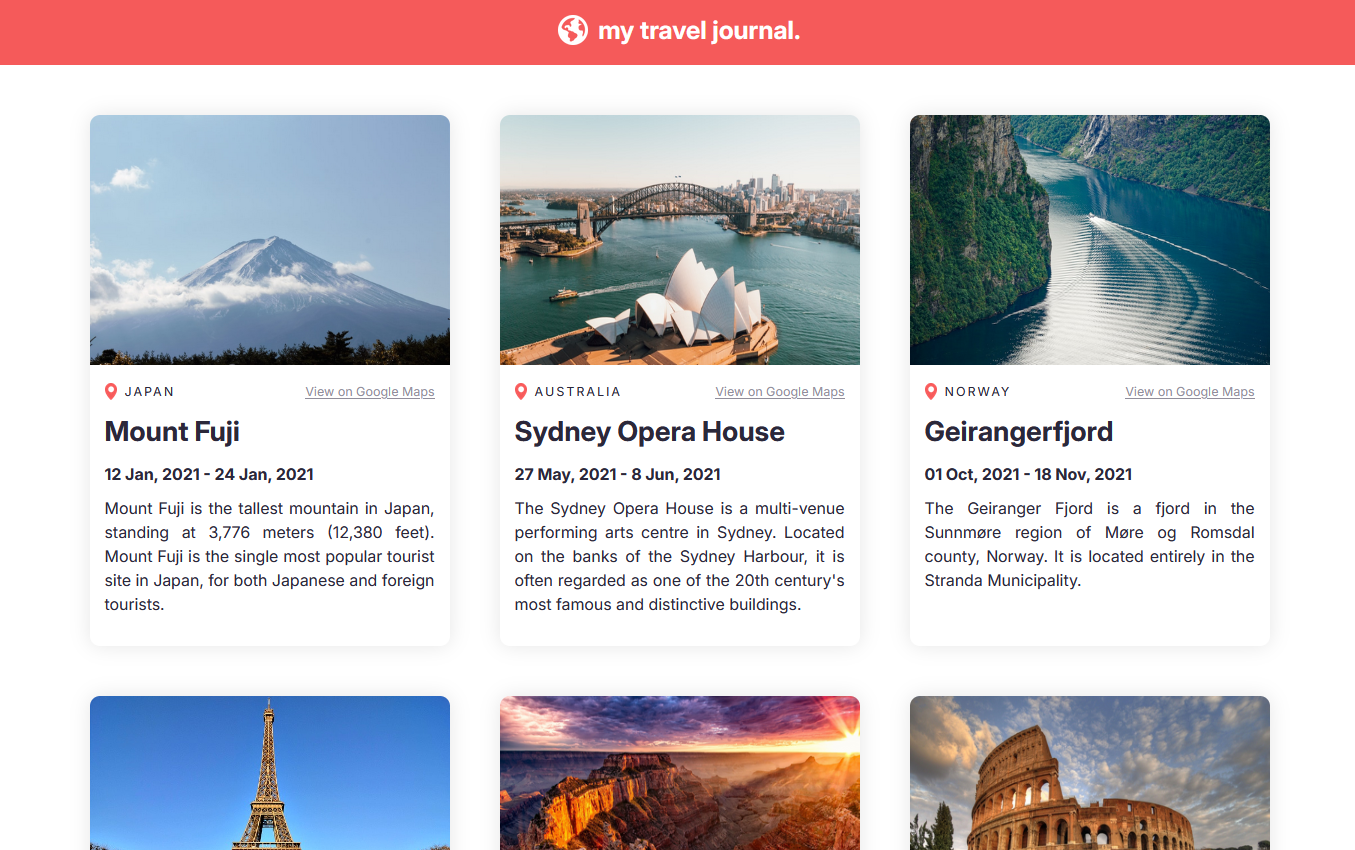 my travel journal.
JAPAN View on Google Maps
Mount Fuji
12 Jan, 2021 - 24 Jan, 2021
Mount Fuji is the tallest mountain in Japan,
standing at 3,776 meters (12,380 feet).
Mount Fuji is the single most popular tourist
site in Japan, for both Japanese and foreign
tourists.
AUSTRALIA View on Google Maps
Sydney Opera House
27 May, 2021 - 8 Jun, 2021
The Sydney Opera House is a multi-venue
performing arts centre in Sydney. Located
on the banks of the Sydney Harbour, it is
often regarded as one of the 20th century's
most famous and distinctive buildings.
NORWAY View on Google Maps
Geirangerfjord
01 Oct, 2021 - 18 Nov, 2021
The Geiranger Fjord is a fjord in the
Sunnmøre region of Møre og Romsdal
county, Norway. It is located entirely in the
Stranda Municipality.